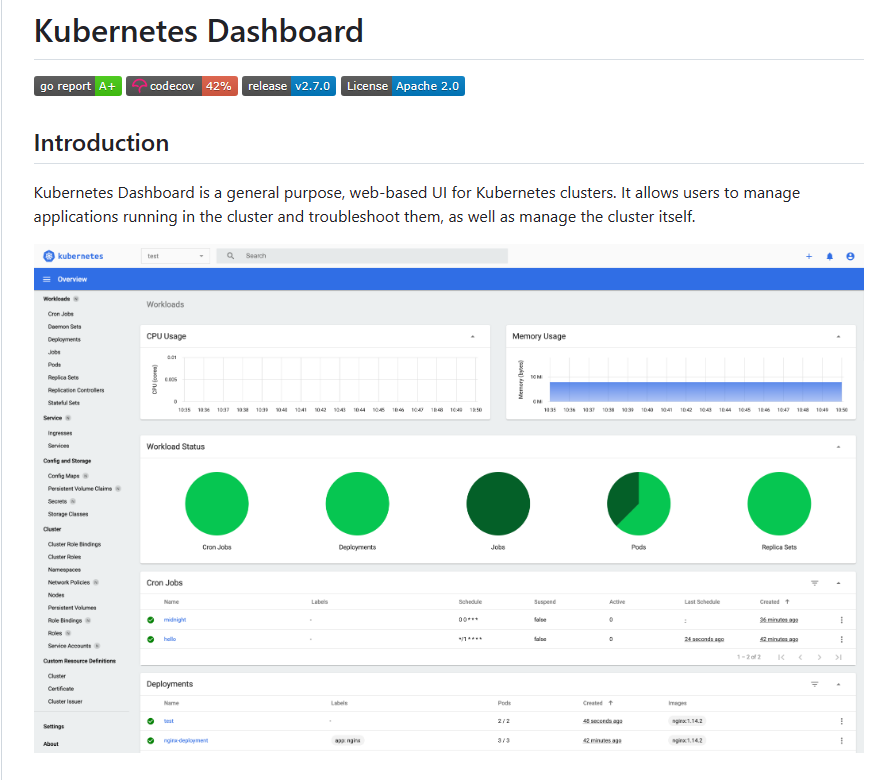 Kubernetes Dashboard
go report A+ codecov 42% release v2.7.0 License Apache 2.0
Introduction
Kubernetes Dashboard is a general purpose, web-based UI for Kubernetes clusters. It allows users to manage
applications running in the cluster and troubleshoot them, as well as manage the cluster itself.
kubernetes test Search
Overview
Workloads N
Cron Jobs
Daemon Sets
Deployments
Jobs
Pods
Replica Sets
Replication Controllers
Stateful Sets
Service N
Ingresses
Services
Config and Storage
Config Maps N
Persistent Volume Claims N
Secrets N
Storage Classes
Cluster
Cluster Role Bindings
Cluster Roles
Namespaces
Network Policies N
Nodes
Persistent Volumes
Role Bindings N
Roles N
Service Accounts N
Custom Resource Definitions
Cluster
Certificate
Cluster Issuer
Settings
About
Workloads
CPU Usage
CPU (cores)
0.01
0.005
0
10:35 10:36 10:37 10:38 10:39 10:40 10:41 10:42 10:43 10:44 10:45 10:46 10:47 10:48 10:49 10:50
Memory Usage
Memory (bytes)
10 Mi
0 Mi
10:35 10:36 10:37 10:38 10:39 10:40 10:41 10:42 10:43 10:44 10:45 10:46 10:47 10:48 10:49 10:50
Workload Status
Cron Jobs Deployments Jobs Pods Replica Sets
Cron Jobs
Name Labels Schedule Suspend Active Last Schedule Created
midnight - 0 0 * * * false 0 - 36 minutes ago
hello - */1 * * * * false 0 24 seconds ago 42 minutes ago
1 – 2 of 2
Deployments
Name Labels Pods Created Images
test - 2 / 2 48 seconds ago nginx:1.14.2
nginx-deployment app: nginx 3 / 3 42 minutes ago nginx:1.14.2